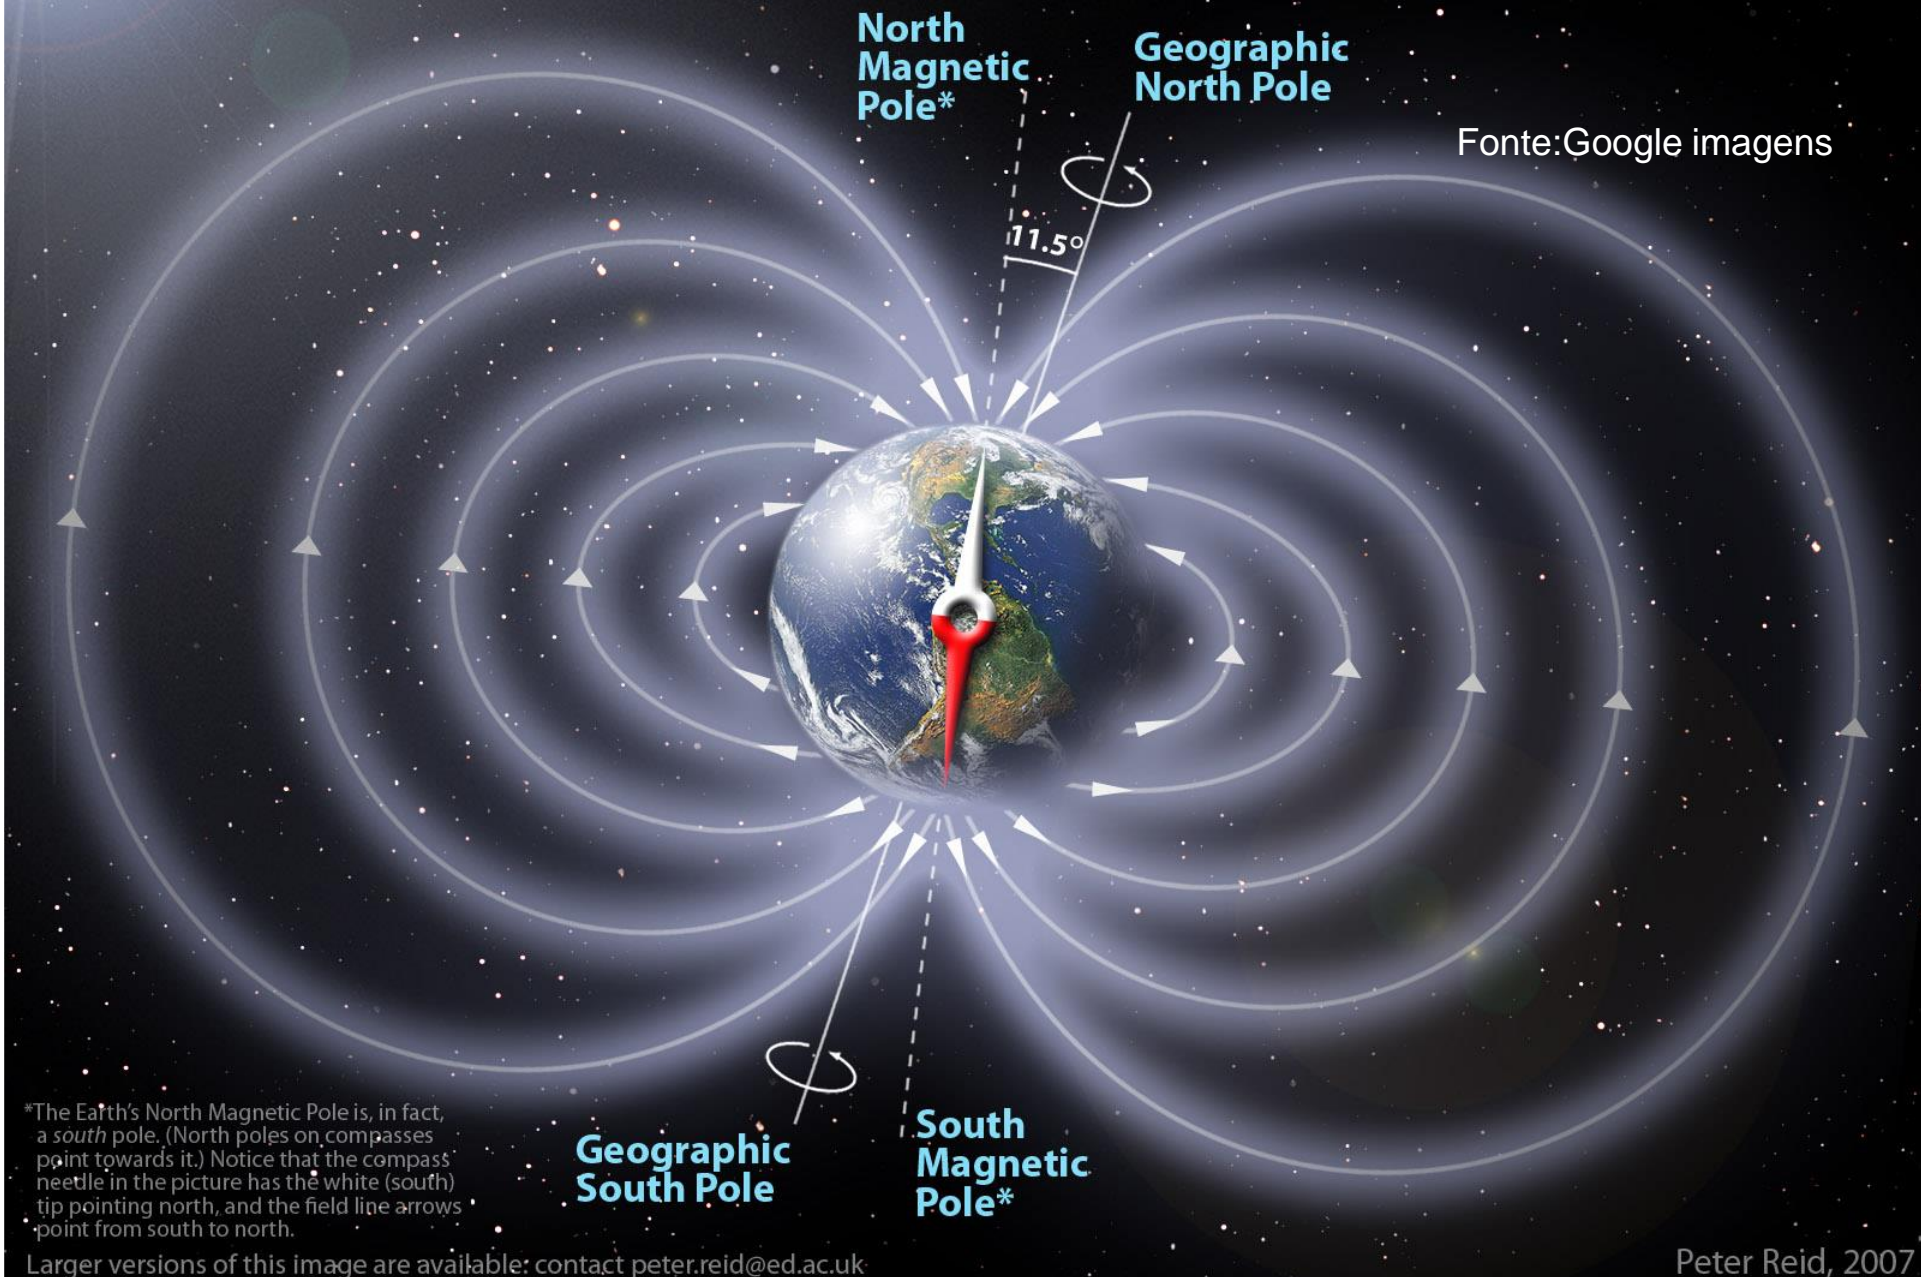 North
Magnetic
Pole*
Geographic
North Pole
Fonte:Google imagens
11.5°
*The Earth's North Magnetic Pole is, in fact,
a south pole. (North poles on compasses
point towards it.) Notice that the compass
needle in the picture has the white (south)
tip pointing north, and the field line arrows
point from south to north.
Geographic
South Pole
South
Magnetic
Pole*
Larger versions of this image are available: contact peter.reid@ed.ac.uk
Peter Reid, 2007